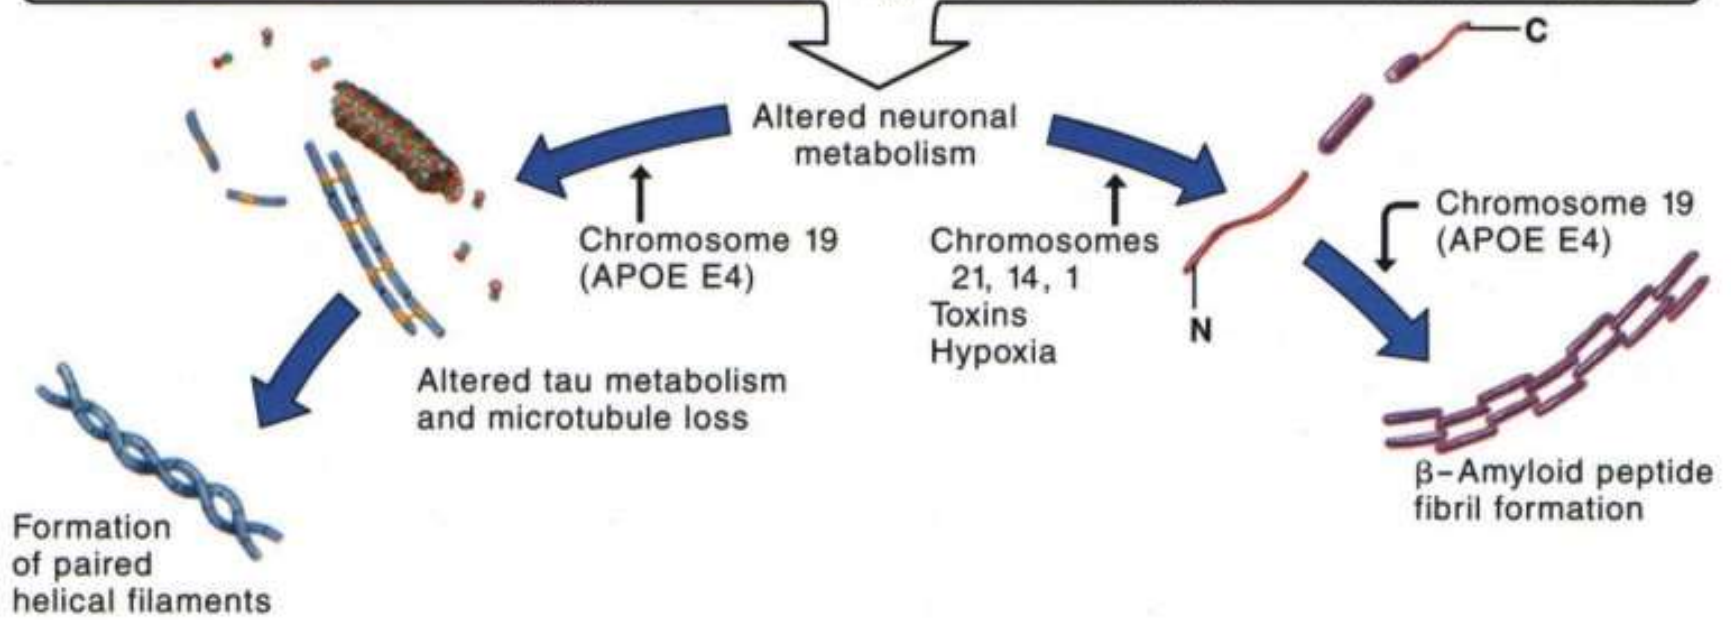 C
Altered neuronal
metabolism
Chromosome 19
(APOE E4)
Chromosomes
21, 14, 1
Toxins
Hypoxia
N
Chromosome 19
(APOE E4)
Altered tau metabolism
and microtubule loss
β-Amyloid peptide
fibril formation
Formation
of paired
helical filaments